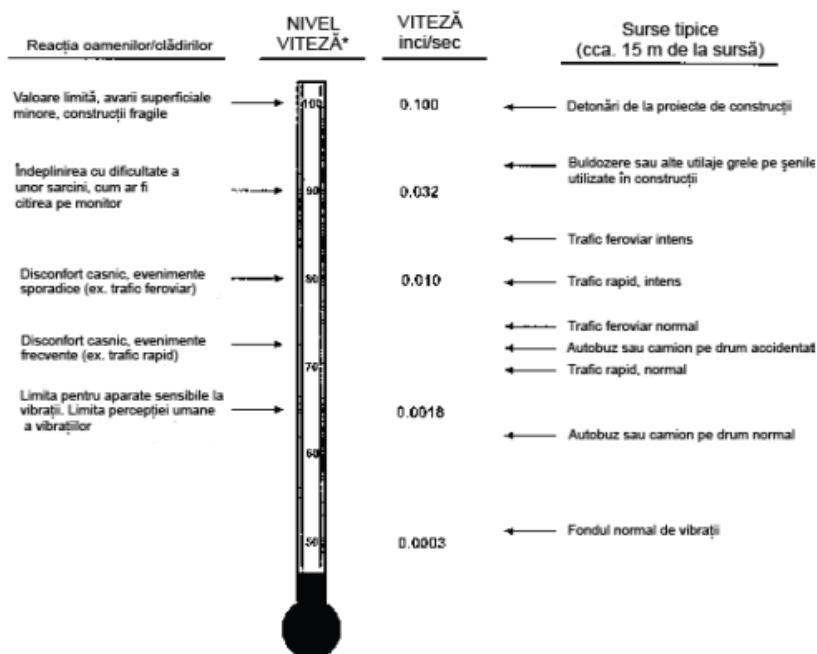 Reacția oamenilor/clădirilor
NIVEL
VITEZĂ*
VITEZĂ
inci/sec
Surse tipice
(cca. 15 m de la sursă)
Valoare limită, avarii superficiale
minore, construcții fragile
100
0.100
Detonări de la proiecte de construcții
Îndeplinirea cu dificultate a
unor sarcini, cum ar fi
citirea pe monitor
90
0.032
Buldozere sau alte utilaje grele pe șenile
utilizate în construcții
Trafic feroviar intens
Disconfort casnic, evenimente
sporadice (ex. trafic feroviar)
80
0.010
Trafic rapid, intens
Trafic feroviar normal
Disconfort casnic, evenimente
frecvente (ex. trafic rapid)
Autobuz sau camion pe drum accidentat
70
Trafic rapid, normal
Limita pentru aparate sensibile la
vibrații. Limita percepției umane
a vibrațiilor
0.0018
Autobuz sau camion pe drum normal
60
Fondul normal de vibrații
50
0.0003